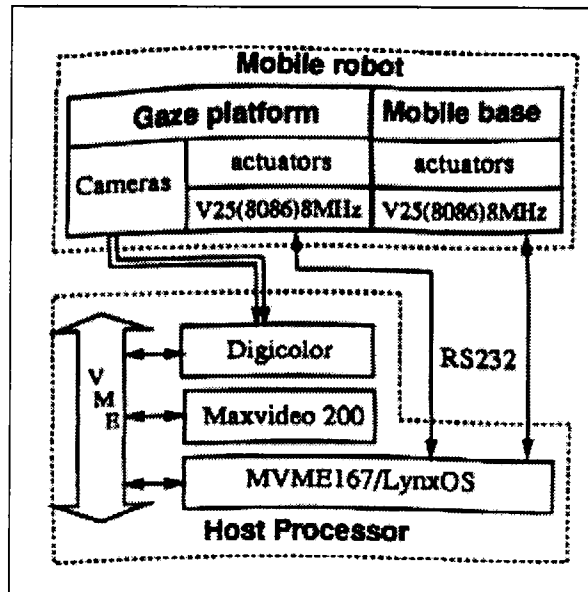 Mobile robot
Gaze platform
Mobile base
Cameras
actuators
actuators
V25(8086)8MHz
V25(8086)8MHz
Digicolor
RS232
VME
Maxvideo 200
MVME167/LynxOS
Host Processor